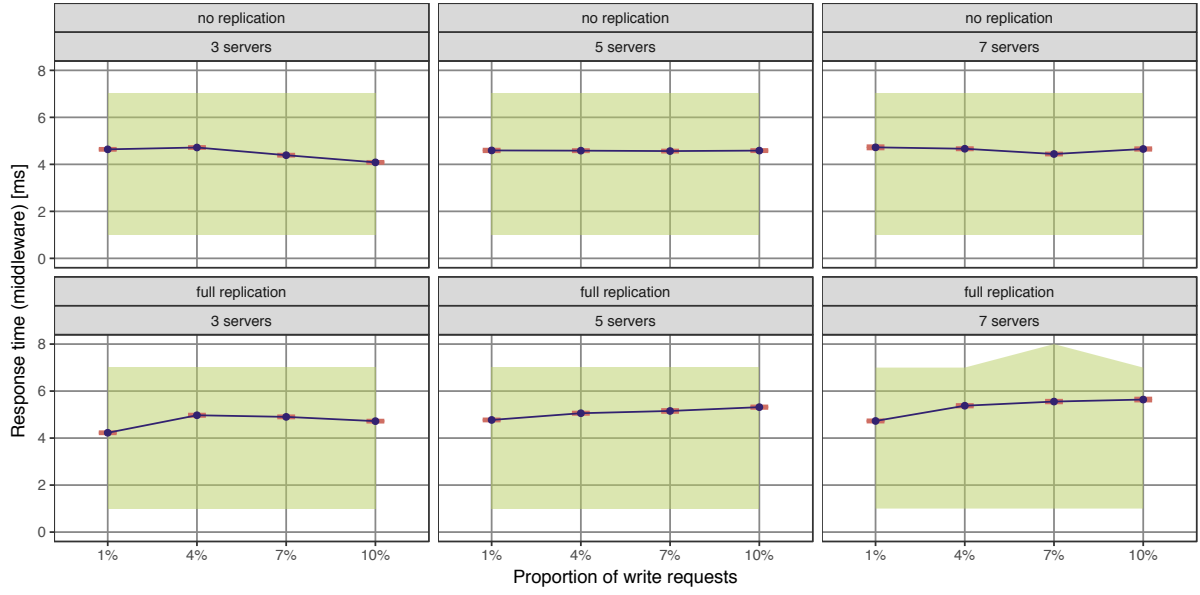 no replication
no replication
no replication
3 servers
5 servers
7 servers
8
6
4
2
0
full replication
full replication
full replication
3 servers
5 servers
7 servers
8
6
4
2
0
1%
4%
7%
10%
1%
4%
7%
10%
1%
4%
7%
10%
Response time (middleware) [ms]
Proportion of write requests